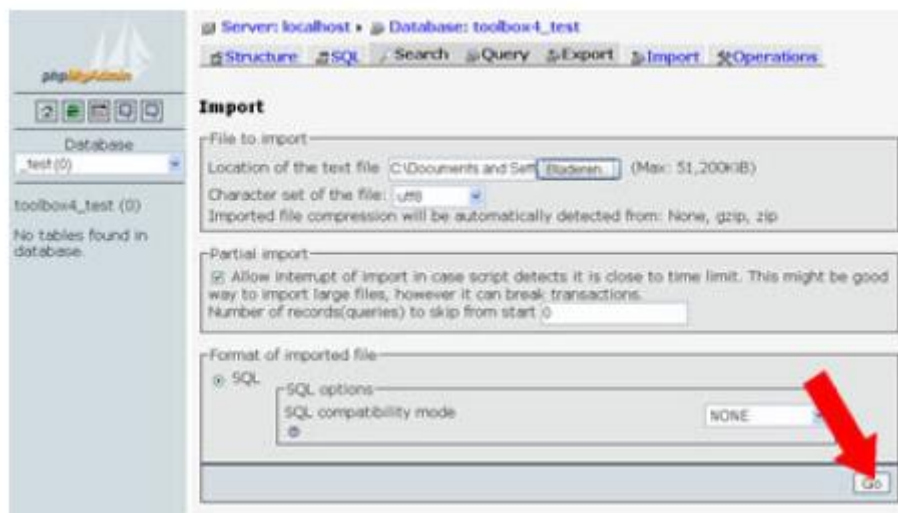 Server: localhost ▸ Database: toolbox4_test
Structure SQL Search Query Export Import Operations
phpMyAdmin
Database
_test (0)
toolbox4_test (0)
No tables found in
database.
Import
File to import
Location of the text file C:\Documents and Sett Bladeren... (Max: 51,200KiB)
Character set of the file: utf8
Imported file compression will be automatically detected from: None, gzip, zip
Partial import
Allow interrupt of import in case script detects it is close to time limit. This might be good
way to import large files, however it can break transactions.
Number of records(queries) to skip from start 0
Format of imported file
SQL
SQL options
SQL compatibility mode NONE
Go